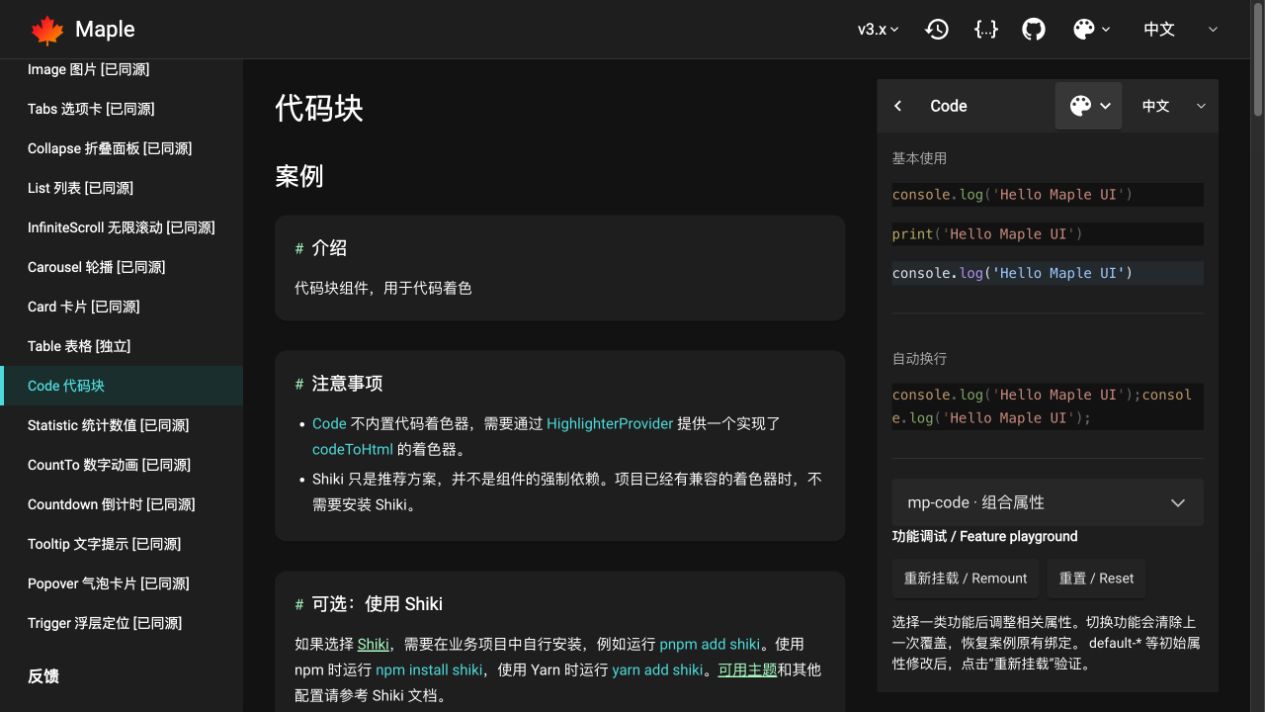 Maple
v3.x
中文
Image 图片 [已同源]
Tabs 选项卡 [已同源]
Collapse 折叠面板 [已同源]
List 列表 [已同源]
InfiniteScroll 无限滚动 [已同源]
Carousel 轮播 [已同源]
Card 卡片 [已同源]
Table 表格 [独立]
Code 代码块
Statistic 统计数值 [已同源]
CountTo 数字动画 [已同源]
Countdown 倒计时 [已同源]
Tooltip 文字提示 [已同源]
Popover 气泡卡片 [已同源]
Trigger 浮层定位 [已同源]
反馈
代码块
案例
# 介绍
代码块组件，用于代码着色
# 注意事项
• Code 不内置代码着色器，需要通过 HighlighterProvider 提供一个实现了
codeToHtml 的着色器。
• Shiki 只是推荐方案，并不是组件的强制依赖。项目已经有兼容的着色器时，不
需要安装 Shiki。
# 可选：使用 Shiki
如果选择 Shiki，需要在业务项目中自行安装，例如运行 pnpm add shiki。使用
npm 时运行 npm install shiki，使用 Yarn 时运行 yarn add shiki。可用主题和其他
配置请参考 Shiki 文档。
Code
中文
基本使用
console.log('Hello Maple UI')
print('Hello Maple UI')
console.log('Hello Maple UI')
自动换行
console.log('Hello Maple UI');consol
e.log('Hello Maple UI');
mp-code · 组合属性
功能调试 / Feature playground
重新挂载 / Remount
重置 / Reset
选择一类功能后调整相关属性。切换功能会清除上
一次覆盖，恢复案例原有绑定。 default-* 等初始属
性修改后，点击“重新挂载”验证。